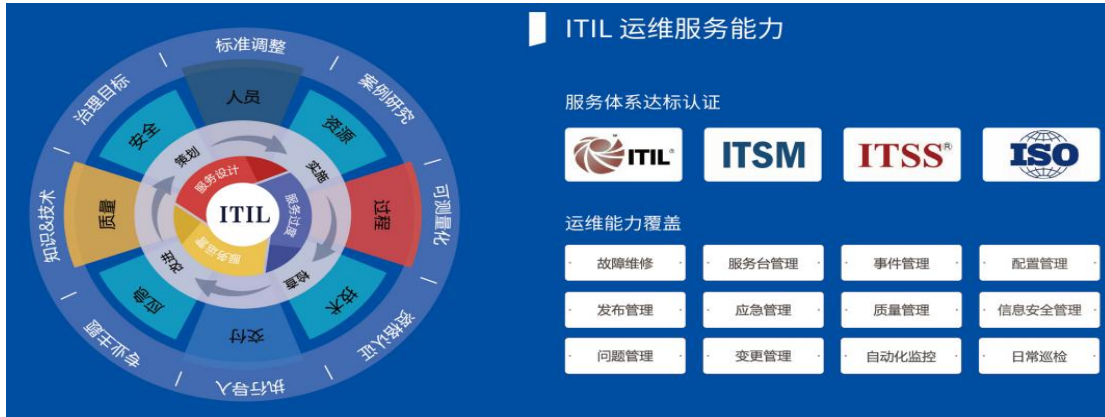 标准调整
案例研究
可测量化
资格认证
执行导入
专业主题
知识&技术
治理目标
人员
资源
过程
技术
交付
应急
质量
安全
策划
实施
检查
改进
服务设计
服务过度
服务运营
ITIL
ITIL 运维服务能力
服务体系达标认证
ITIL®
ITSM
ITSS®
ISO
运维能力覆盖
故障维修
服务台管理
事件管理
配置管理
发布管理
应急管理
质量管理
信息安全管理
问题管理
变更管理
自动化监控
日常巡检